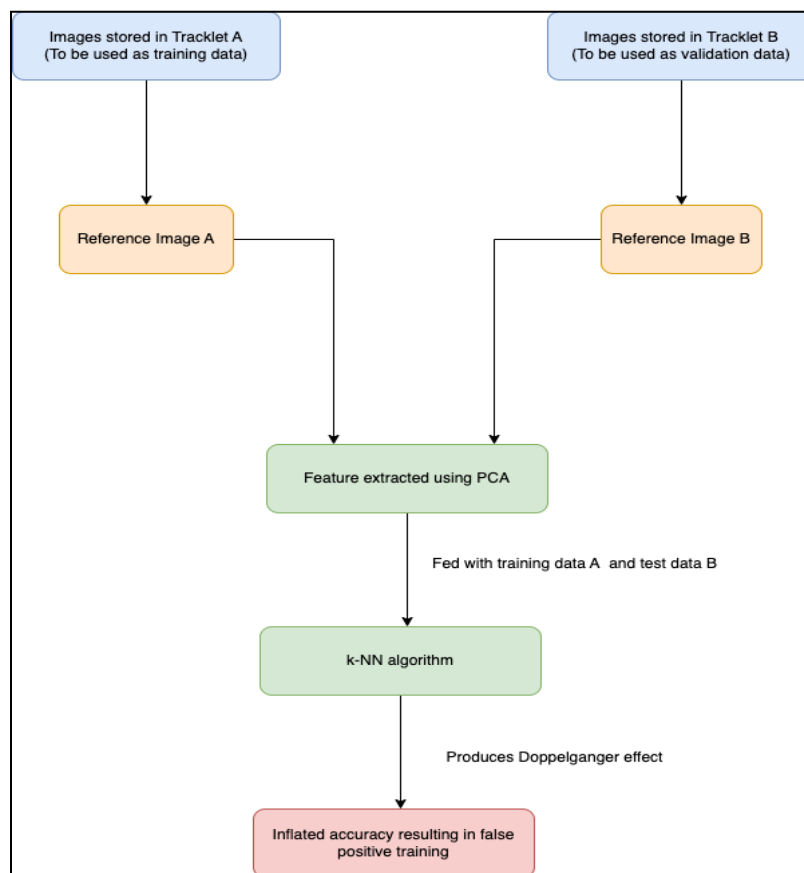 Images stored in Tracklet A
(To be used as training data)
Images stored in Tracklet B
(To be used as validation data)
Reference Image A
Reference Image B
Feature extracted using PCA
Fed with training data A and test data B
k-NN algorithm
Produces Doppelganger effect
Inflated accuracy resulting in false
positive training